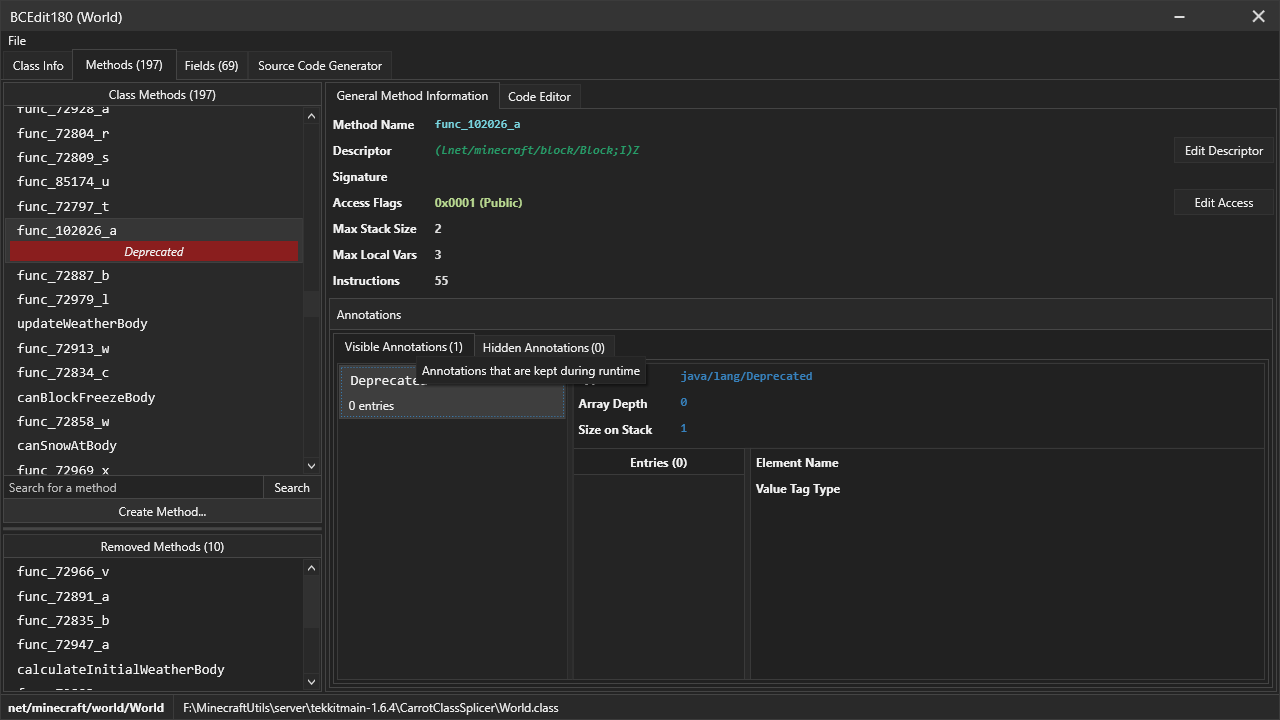 BCEdit180 (World)
File
Class Info
Methods (197)
Fields (69)
Source Code Generator
Class Methods (197)
func_72928_a
func_72804_r
func_72809_s
func_85174_u
func_72797_t
func_102026_a
Deprecated
func_72887_b
func_72979_l
updateWeatherBody
func_72913_w
func_72834_c
canBlockFreezeBody
func_72858_w
canSnowAtBody
func_72969_x
Search for a method
Search
Create Method...
Removed Methods (10)
func_72966_v
func_72891_a
func_72835_b
func_72947_a
calculateInitialWeatherBody
General Method Information
Code Editor
Method Name func_102026_a
Descriptor (Lnet/minecraft/block/Block;I)Z
Edit Descriptor
Signature
Access Flags 0x0001 (Public)
Edit Access
Max Stack Size 2
Max Local Vars 3
Instructions 55
Annotations
Visible Annotations (1)
Hidden Annotations (0)
Annotations that are kept during runtime
Deprecated
0 entries
java/lang/Deprecated
Array Depth 0
Size on Stack 1
Entries (0)
Element Name
Value Tag Type
net/minecraft/world/World
F:\MinecraftUtils\server\tekkitmain-1.6.4\CarrotClassSplicer\World.class